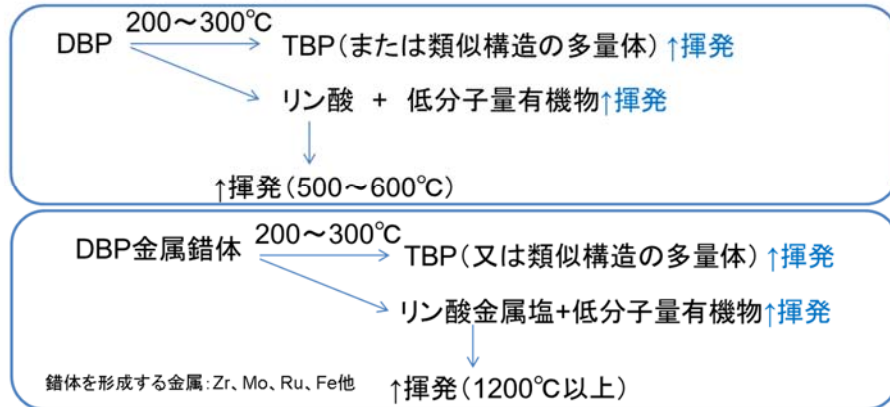 200～300℃
DBP TBP(または類似構造の多量体)↑揮発
リン酸 + 低分子量有機物↑揮発
↑揮発(500～600℃)
200～300℃
DBP金属錯体 TBP(又は類似構造の多量体)↑揮発
リン酸金属塩+低分子量有機物↑揮発
錯体を形成する金属:Zr、Mo、Ru、Fe他 ↑揮発(1200℃以上)